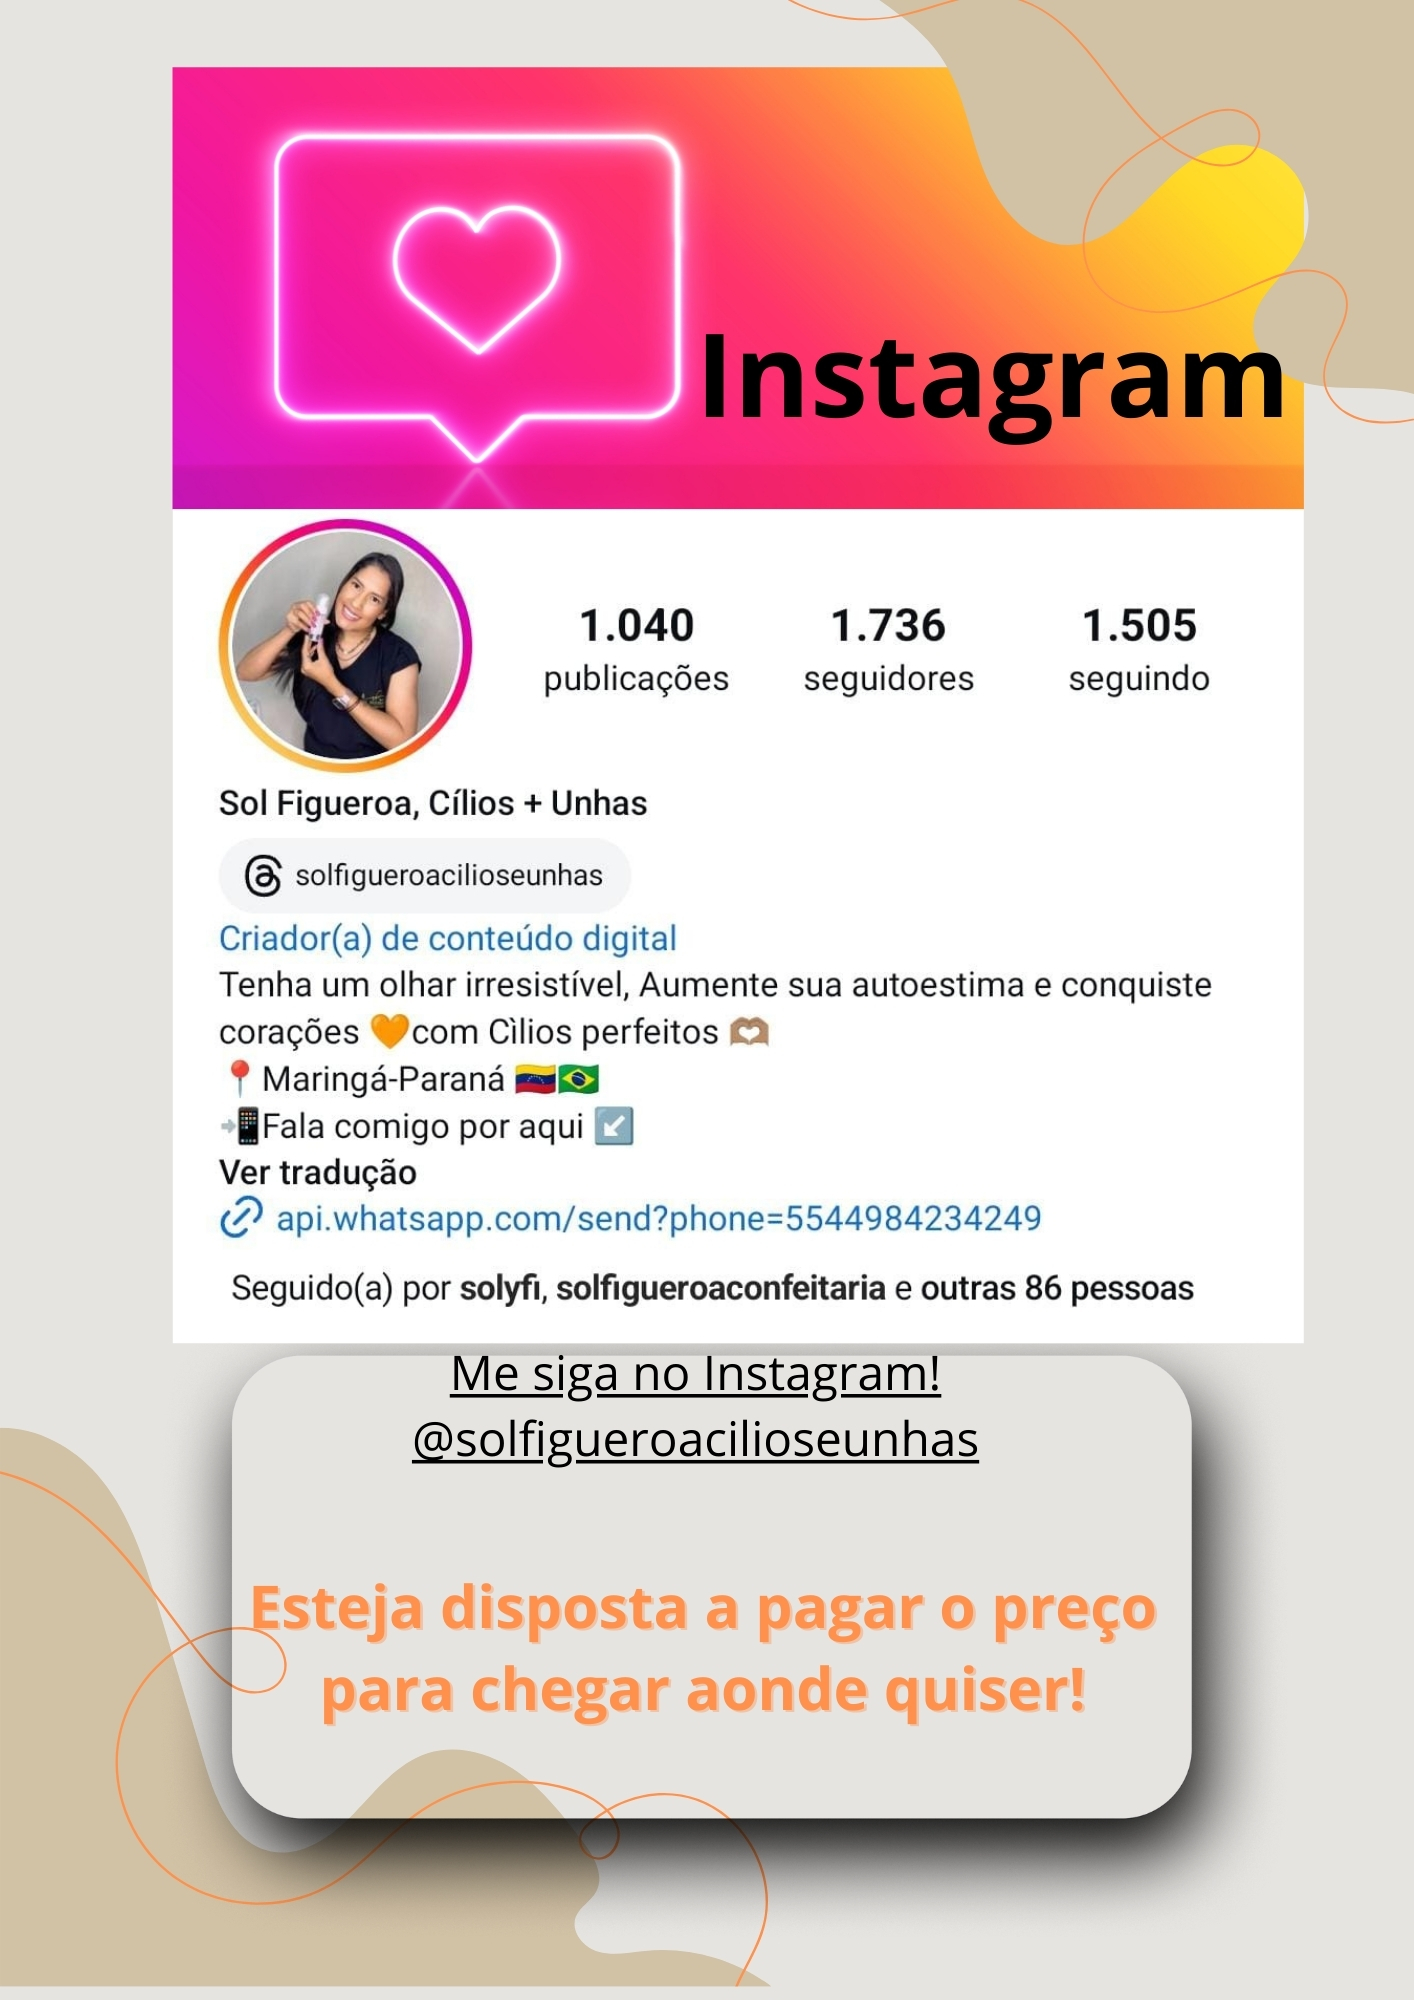 Instagram
1.040 1.736 1.505
publicações seguidores seguindo
Sol Figueroa, Cílios + Unhas
solfigueroacilioseunhas
Criador(a) de conteúdo digital
Tenha um olhar irresistível, Aumente sua autoestima e conquiste
corações 🧡com Cìlios perfeitos 🫶🏽
📍Maringá-Paraná 🇻🇪🇧🇷
📲Fala comigo por aqui ↙️
Ver tradução
api.whatsapp.com/send?phone=5544984234249
Seguido(a) por solyfi, solfigueroaconfeitaria e outras 86 pessoas
Me siga no Instagram!
@solfigueroacilioseunhas
Esteja disposta a pagar o preço
para chegar aonde quiser!